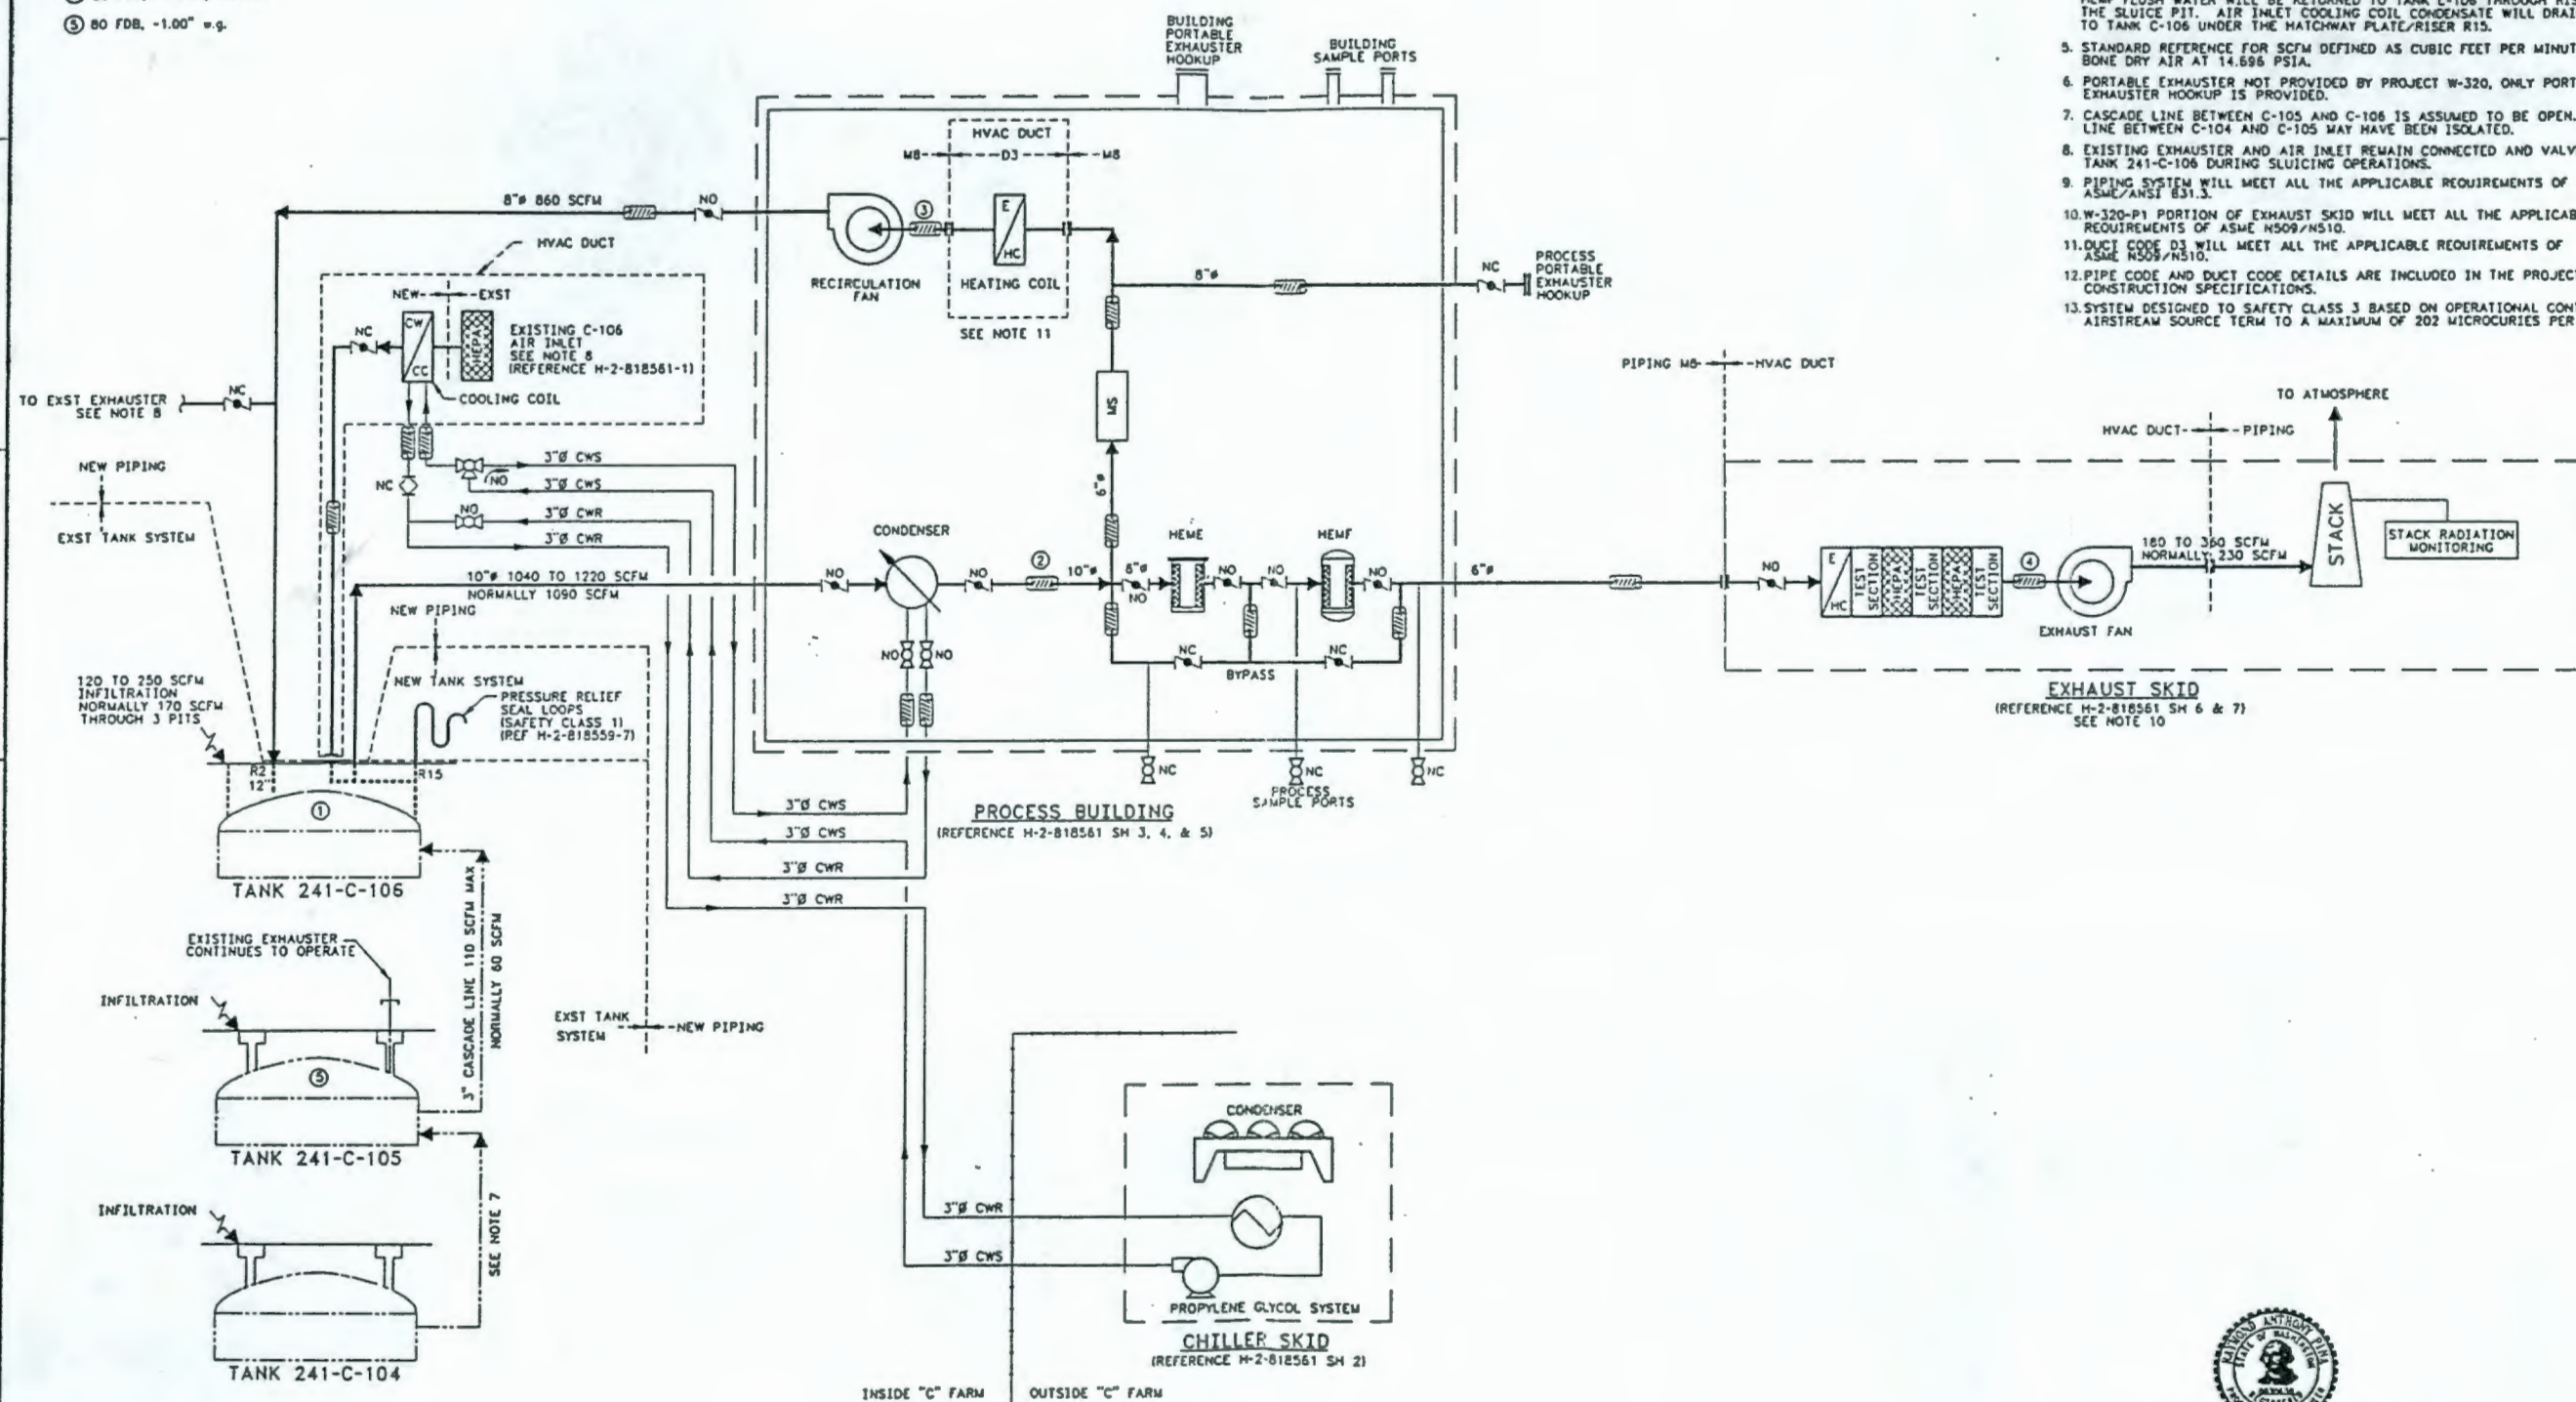 ⑤ 80 FDB, -1.00" w.g.
THE SLUICE PIT. AIR INLET COOLING COIL CONDENSATE WILL DRAI
TO TANK C-106 UNDER THE HATCHWAY PLATE/RISER R15.
5. STANDARD REFERENCE FOR SCFM DEFINED AS CUBIC FEET PER MINUT
BONE DRY AIR AT 14.696 PSIA.
6. PORTABLE EXHAUSTER NOT PROVIDED BY PROJECT W-320, ONLY PORT
EXHAUSTER HOOKUP IS PROVIDED.
7. CASCADE LINE BETWEEN C-105 AND C-106 IS ASSUMED TO BE OPEN.
LINE BETWEEN C-104 AND C-105 MAY HAVE BEEN ISOLATED.
8. EXISTING EXHAUSTER AND AIR INLET REMAIN CONNECTED AND VALV
TANK 241-C-106 DURING SLUICING OPERATIONS.
9. PIPING SYSTEM WILL MEET ALL THE APPLICABLE REQUIREMENTS OF
ASME/ANSI B31.3.
10. W-320-P1 PORTION OF EXHAUST SKID WILL MEET ALL THE APPLICAB
REQUIREMENTS OF ASME N509/N510.
11. DUCT CODE D3 WILL MEET ALL THE APPLICABLE REQUIREMENTS OF
ASME N509/N510.
12. PIPE CODE AND DUCT CODE DETAILS ARE INCLUDED IN THE PROJEC
CONSTRUCTION SPECIFICATIONS.
13. SYSTEM DESIGNED TO SAFETY CLASS 3 BASED ON OPERATIONAL CON
AIRSTREAM SOURCE TERM TO A MAXIMUM OF 202 MICROCURIES PER
BUILDING
PORTABLE
EXHAUSTER
HOOKUP
BUILDING
SAMPLE PORTS
HVAC DUCT
M8
D3
M8
8"ø 860 SCFM
NO
③
E
HC
RECIRCULATION
FAN
HEATING COIL
SEE NOTE 11
8"ø
NC
PROCESS
PORTABLE
EXHAUSTER
HOOKUP
HVAC DUCT
NEW
EXST
NC
CW
CC
HEPA
EXISTING C-106
AIR INLET
SEE NOTE 8
(REFERENCE H-2-818561-1)
COOLING COIL
TO EXST EXHAUSTER
SEE NOTE 8
NC
NEW PIPING
EXST TANK SYSTEM
3"Ø CWS
NO
3"Ø CWS
NC
NO
3"Ø CWR
3"Ø CWR
10"ø 1040 TO 1220 SCFM
NORMALLY 1090 SCFM
NEW PIPING
NEW TANK SYSTEM
PRESSURE RELIEF
SEAL LOOPS
(SAFETY CLASS 1)
(REF H-2-818559-7)
120 TO 250 SCFM
INFILTRATION
NORMALLY 170 SCFM
THROUGH 3 PITS
R2
12"
R15
①
TANK 241-C-106
MS
6"ø
CONDENSER
NO
NO
②
10"ø
8"ø
NO
HEME
NO
NO
HEMF
NO
6"ø
NO
NO
NC
NC
BYPASS
NC
NC
NC
PROCESS
SAMPLE PORTS
PROCESS BUILDING
(REFERENCE H-2-818561 SH 3, 4, & 5)
3"Ø CWS
3"Ø CWS
3"Ø CWR
3"Ø CWR
PIPING M8
HVAC DUCT
TO ATMOSPHERE
HVAC DUCT
PIPING
NO
E
HC
TEST SECTION
HEPA
TEST SECTION
HEPA
TEST SECTION
④
EXHAUST FAN
180 TO 360 SCFM
NORMALLY 230 SCFM
STACK
STACK RADIATION
MONITORING
EXHAUST SKID
(REFERENCE H-2-818561 SH 6 & 7)
SEE NOTE 10
3" CASCADE LINE 110 SCFM MAX
NORMALLY 60 SCFM
EXISTING EXHAUSTER
CONTINUES TO OPERATE
INFILTRATION
⑤
TANK 241-C-105
EXST TANK
SYSTEM
NEW PIPING
INFILTRATION
SEE NOTE 7
TANK 241-C-104
CONDENSER
3"Ø CWR
3"Ø CWS
PROPYLENE GLYCOL SYSTEM
CHILLER SKID
(REFERENCE H-2-818561 SH 2)
INSIDE "C" FARM
OUTSIDE "C" FARM
RAYMOND ANTHONY
STATE OF WASHINGTON